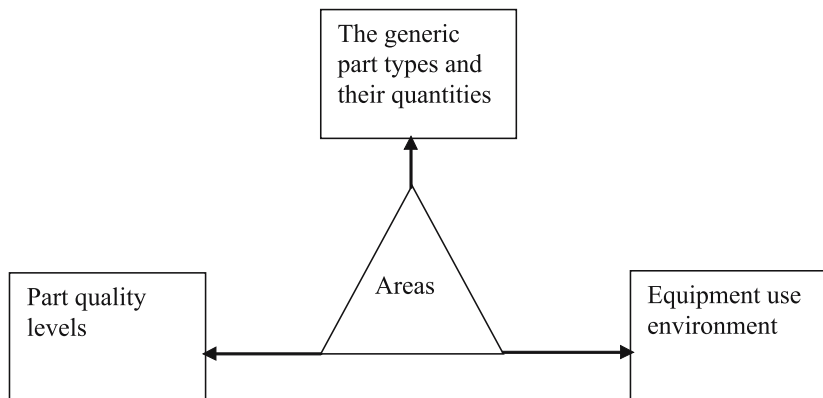 The generic
part types and
their quantities
Areas
Part quality
levels
Equipment use
environment